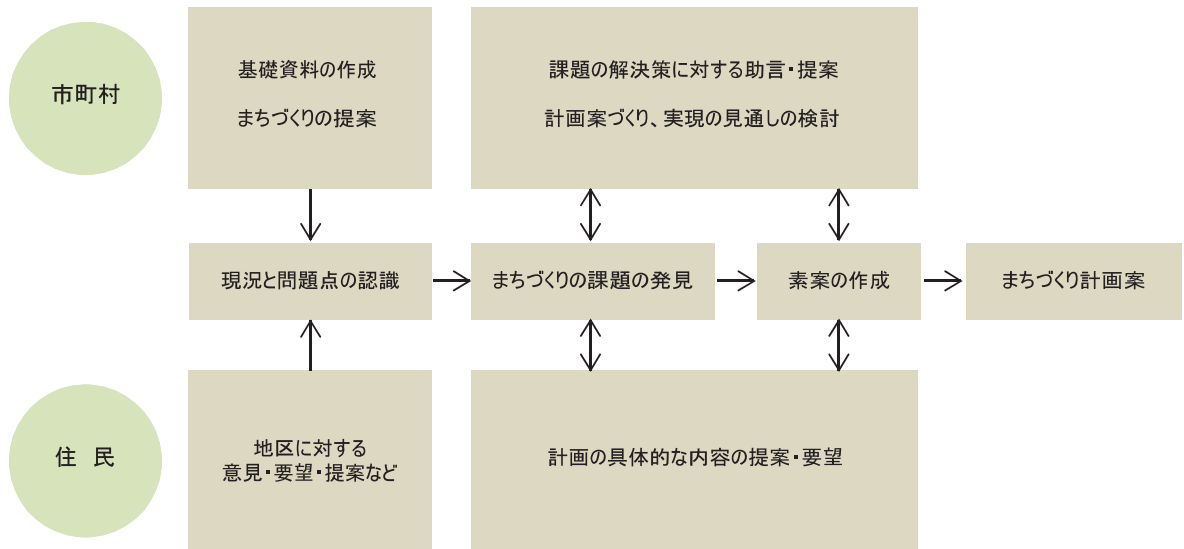 市町村
基礎資料の作成
まちづくりの提案
課題の解決策に対する助言・提案
計画案づくり、実現の見通しの検討
現況と問題点の認識
まちづくりの課題の発見
素案の作成
まちづくり計画案
住 民
地区に対する
意見・要望・提案など
計画の具体的な内容の提案・要望